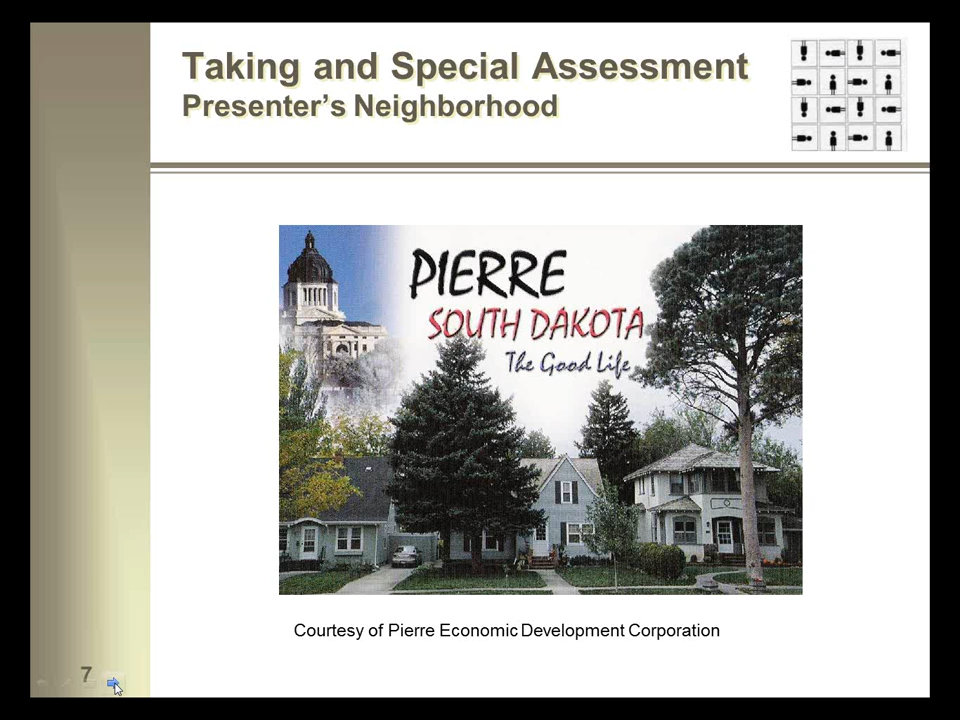 Taking and Special Assessment
Presenter’s Neighborhood
PIERRE
SOUTH DAKOTA
The Good Life
Courtesy of Pierre Economic Development Corporation
7